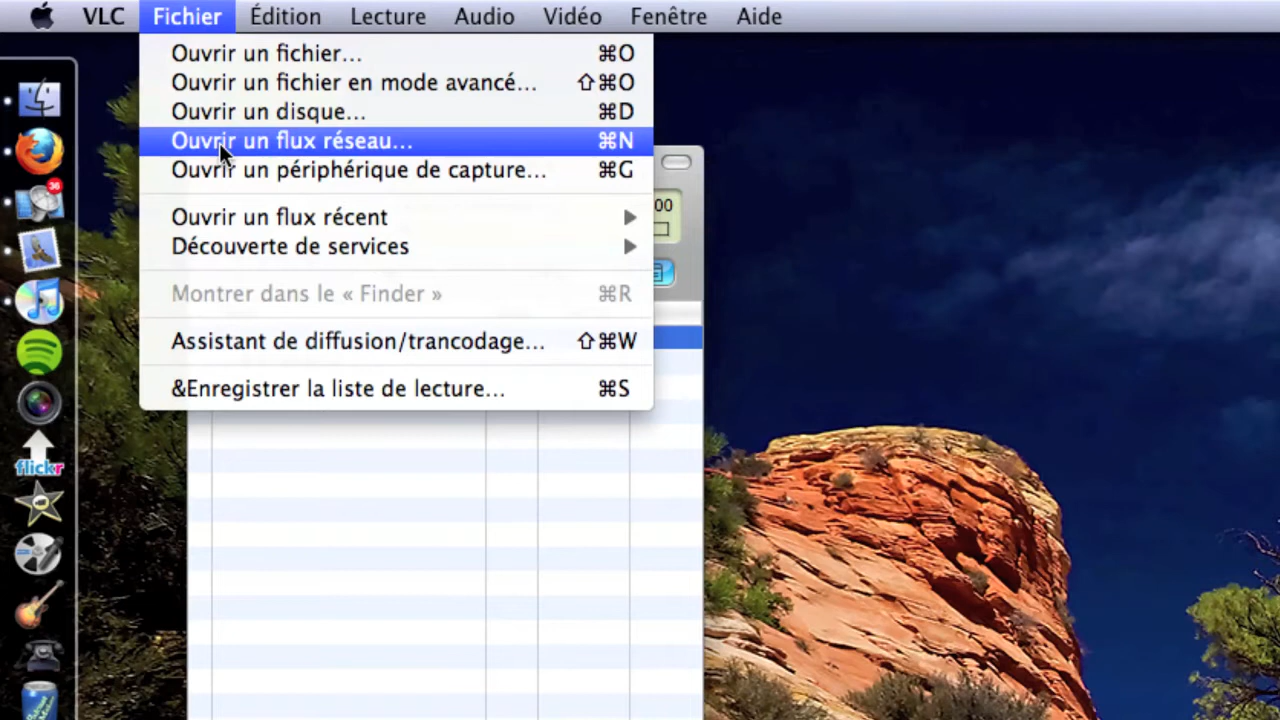 VLC Fichier Édition Lecture Audio Vidéo Fenêtre Aide
Ouvrir un fichier... ⌘O
Ouvrir un fichier en mode avancé... ⇧⌘O
Ouvrir un disque... ⌘D
Ouvrir un flux réseau... ⌘N
Ouvrir un périphérique de capture... ⌘G
Ouvrir un flux récent
Découverte de services
Montrer dans le « Finder » ⌘R
Assistant de diffusion/trancodage... ⇧⌘W
&Enregistrer la liste de lecture... ⌘S
00
36
flickr